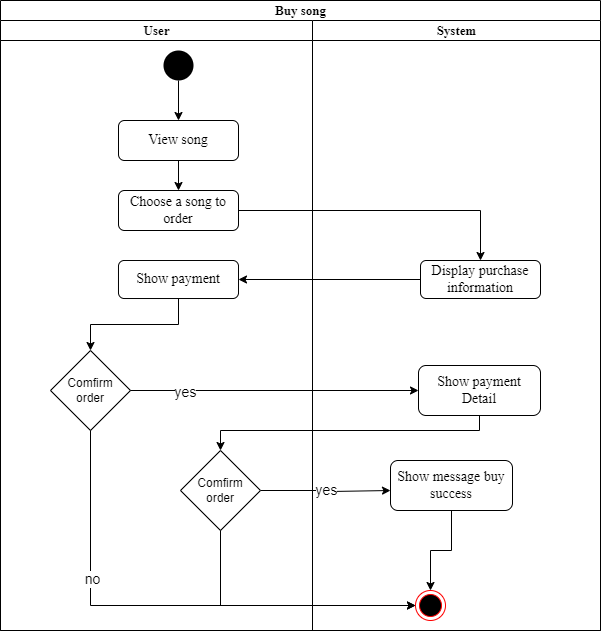 Buy song
User
System
View song
Choose a song to
order
Display purchase
information
Show payment
Comfirm
order
yes
Show payment
Detail
Comfirm
order
yes
Show message buy
success
no